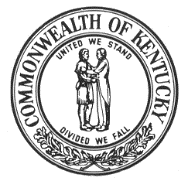 COMMONWEALTH OF KENTUCKY
UNITED WE STAND
DIVIDED WE FALL